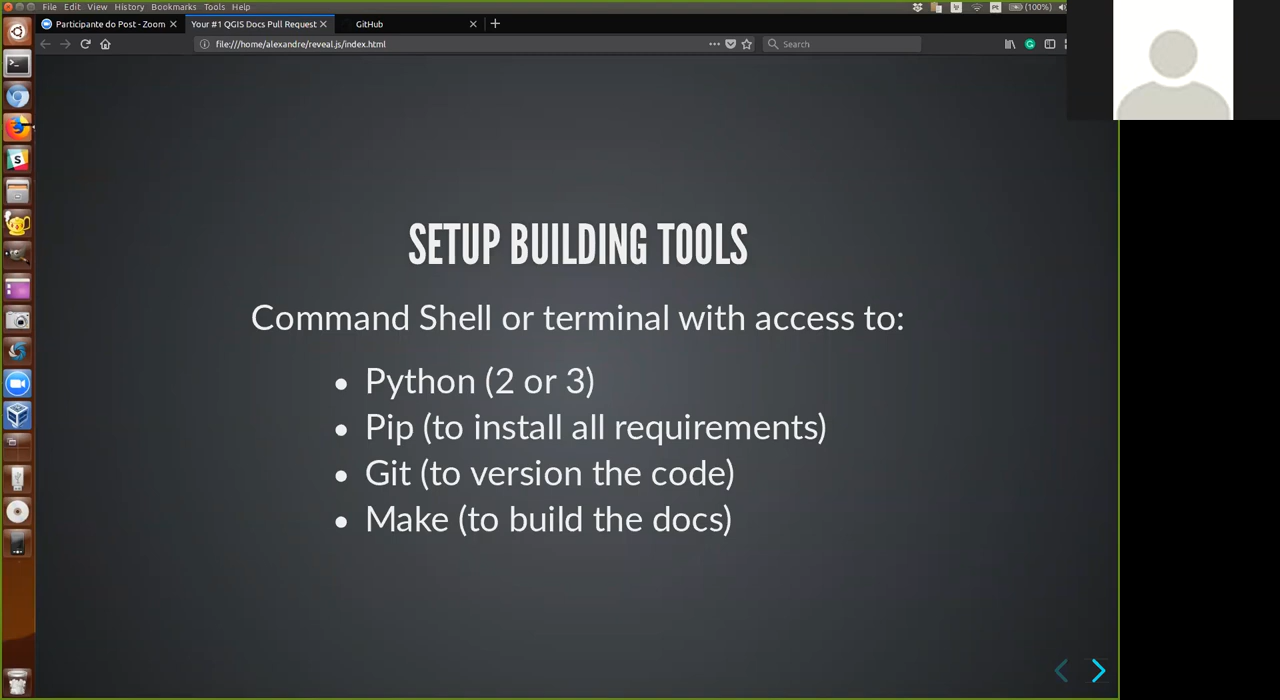 File Edit View History Bookmarks Tools Help
Pt (100%)
Participante do Post - Zoom
Your #1 QGIS Docs Pull Request
GitHub
file:///home/alexandre/reveal.js/index.html
Search
SETUP BUILDING TOOLS
Command Shell or terminal with access to:
• Python (2 or 3)
• Pip (to install all requirements)
• Git (to version the code)
• Make (to build the docs)